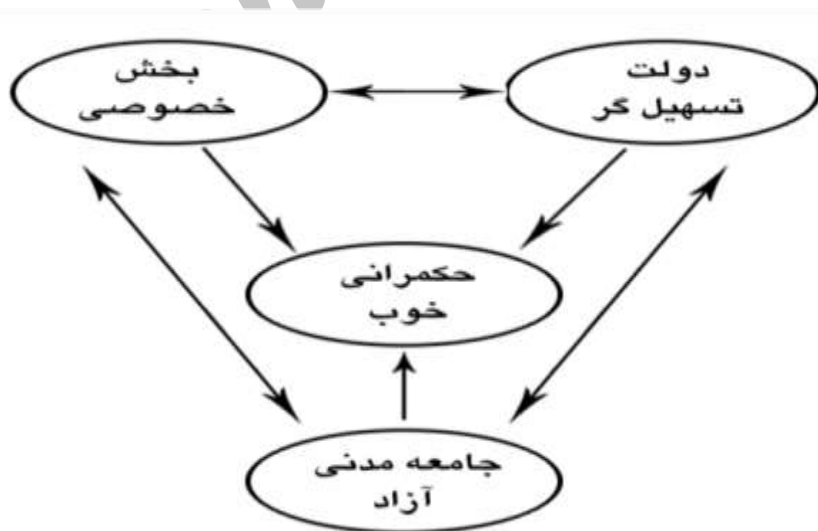 دولت
تسهیل گر
بخش
خصوصی
حکمرانی
خوب
جامعه مدنی
آزاد